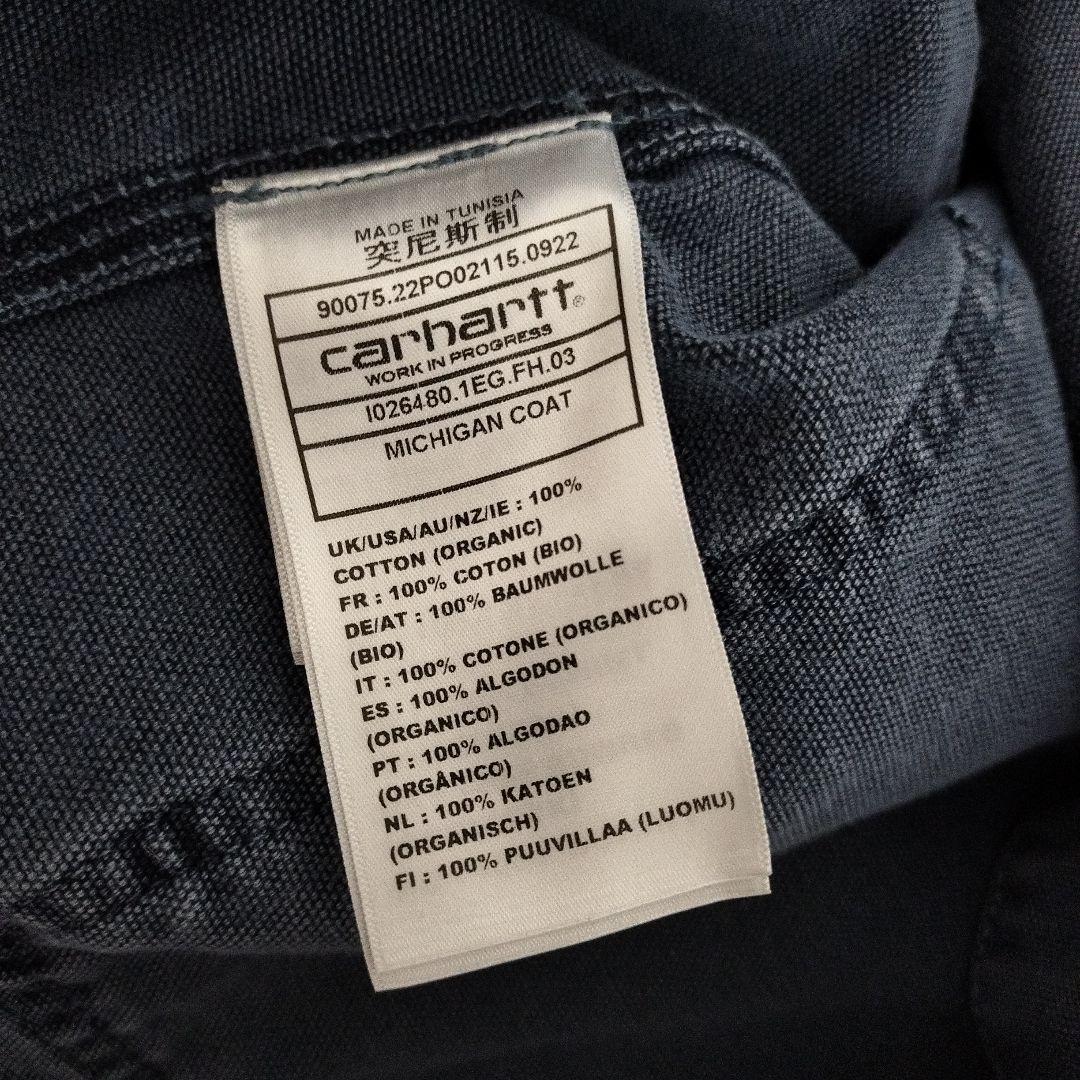 MADE IN TUNISIA
突尼斯制
90075.22PO02115.0922
carhartt®
WORK IN PROGRESS
I026480.1EG.FH.03
MICHIGAN COAT
UK/USA/AU/NZ/IE : 100%
COTTON (ORGANIC)
FR : 100% COTON (BIO)
DE/AT : 100% BAUMWOLLE
(BIO)
IT : 100% COTONE (ORGANICO)
ES : 100% ALGODON
(ORGANICO)
PT : 100% ALGODAO
(ORGÂNICO)
NL : 100% KATOEN
(ORGANISCH)
FI : 100% PUUVILLAA (LUOMU)